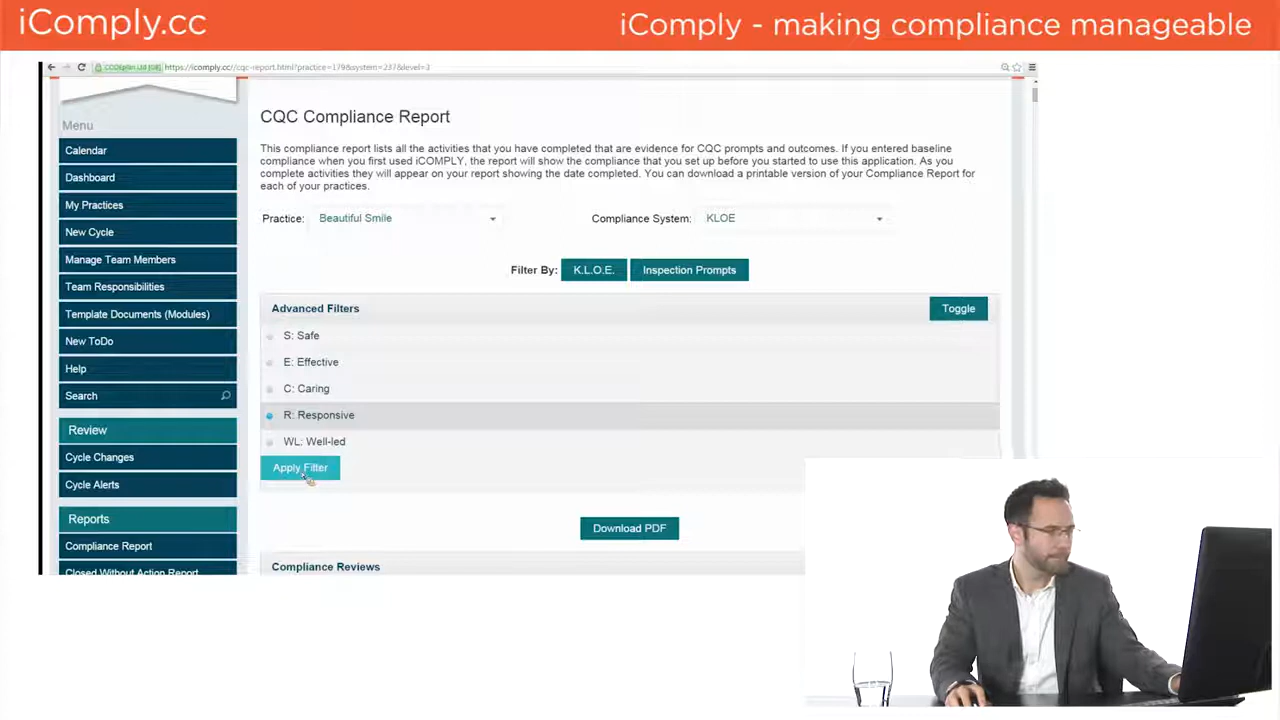 iComply.cc
iComply - making compliance manageable
https://icomply.cc//cqc-report.html?practice=179&system=237&level=3
Menu
Calendar
Dashboard
My Practices
New Cycle
Manage Team Members
Team Responsibilities
Template Documents (Modules)
New ToDo
Help
Search
Review
Cycle Changes
Cycle Alerts
Reports
Compliance Report
Closed Without Action Report
CQC Compliance Report
This compliance report lists all the activities that you have completed that are evidence for CQC prompts and outcomes. If you entered baseline
compliance when you first used iCOMPLY, the report will show the compliance that you set up before you started to use this application. As you
complete activities they will appear on your report showing the date completed. You can download a printable version of your Compliance Report for
each of your practices.
Practice: Beautiful Smile
Compliance System: KLOE
Filter By: K.L.O.E. Inspection Prompts
Advanced Filters
Toggle
S: Safe
E: Effective
C: Caring
R: Responsive
WL: Well-led
Apply Filter
Download PDF
Compliance Reviews